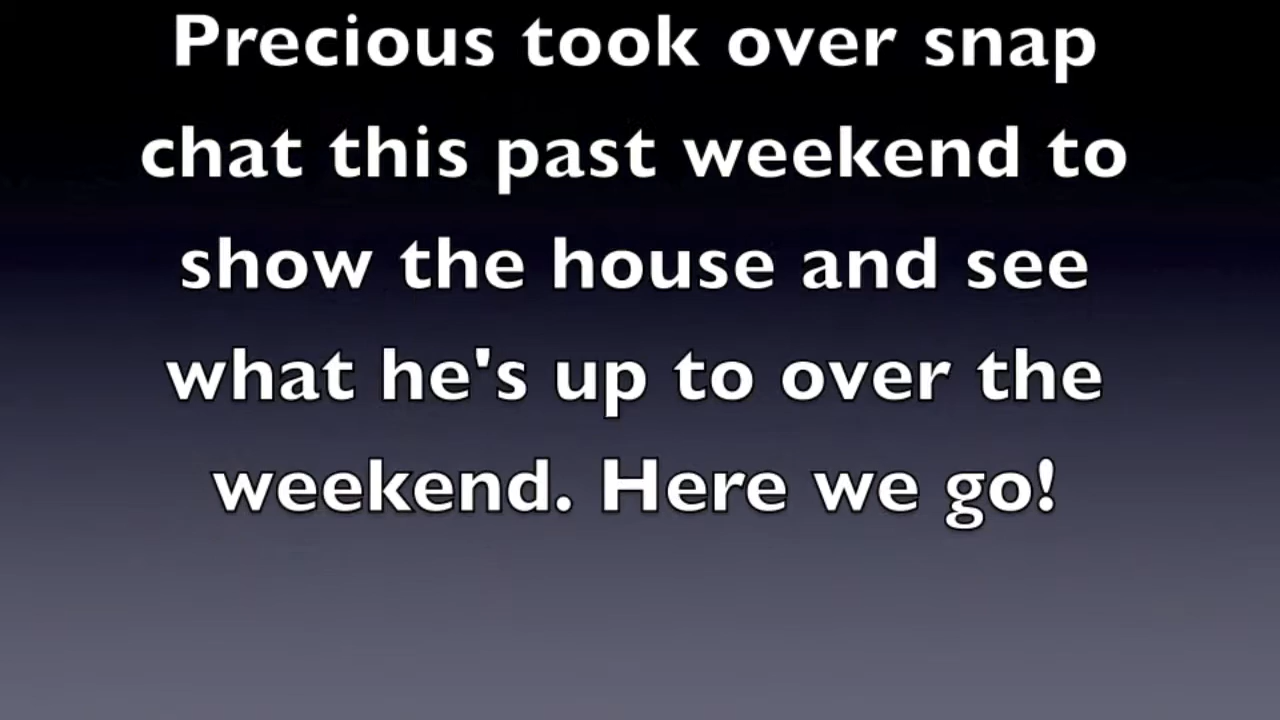 Precious took over snap
chat this past weekend to
show the house and see
what he's up to over the
weekend. Here we go!